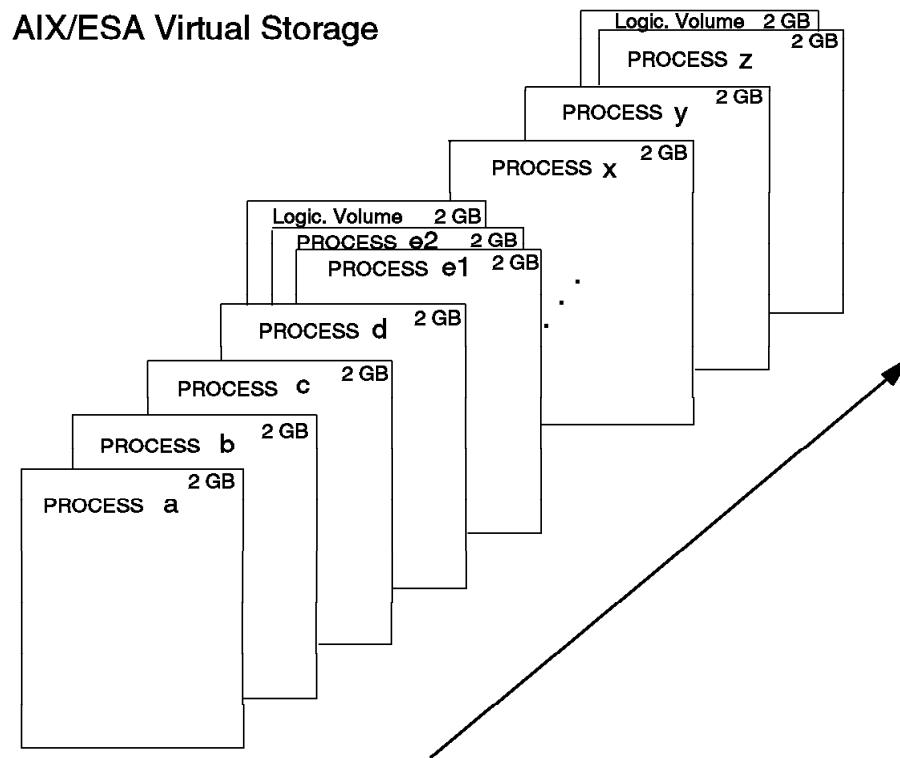 AIX/ESA Virtual Storage
Logic. Volume 2 GB
2 GB
PROCESS z
2 GB
PROCESS y
2 GB
PROCESS x
Logic. Volume 2 GB
PROCESS e2 2 GB
PROCESS e1 2 GB
2 GB
PROCESS d
2 GB
PROCESS c
2 GB
PROCESS b
2 GB
PROCESS a